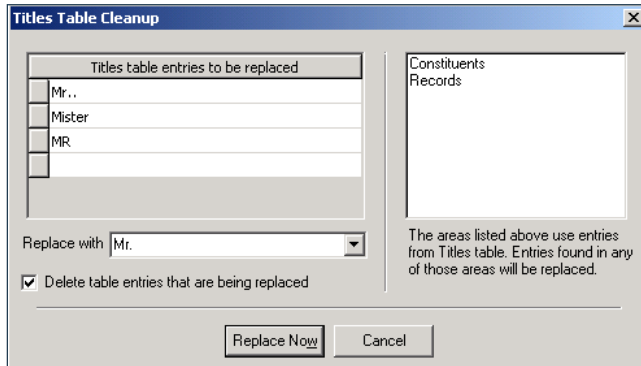 Titles Table Cleanup
Titles table entries to be replaced
Mr..
Mister
MR
Replace with Mr.
Delete table entries that are being replaced
Constituents
Records
The areas listed above use entries
from Titles table. Entries found in any
of those areas will be replaced.
Replace Now
Cancel